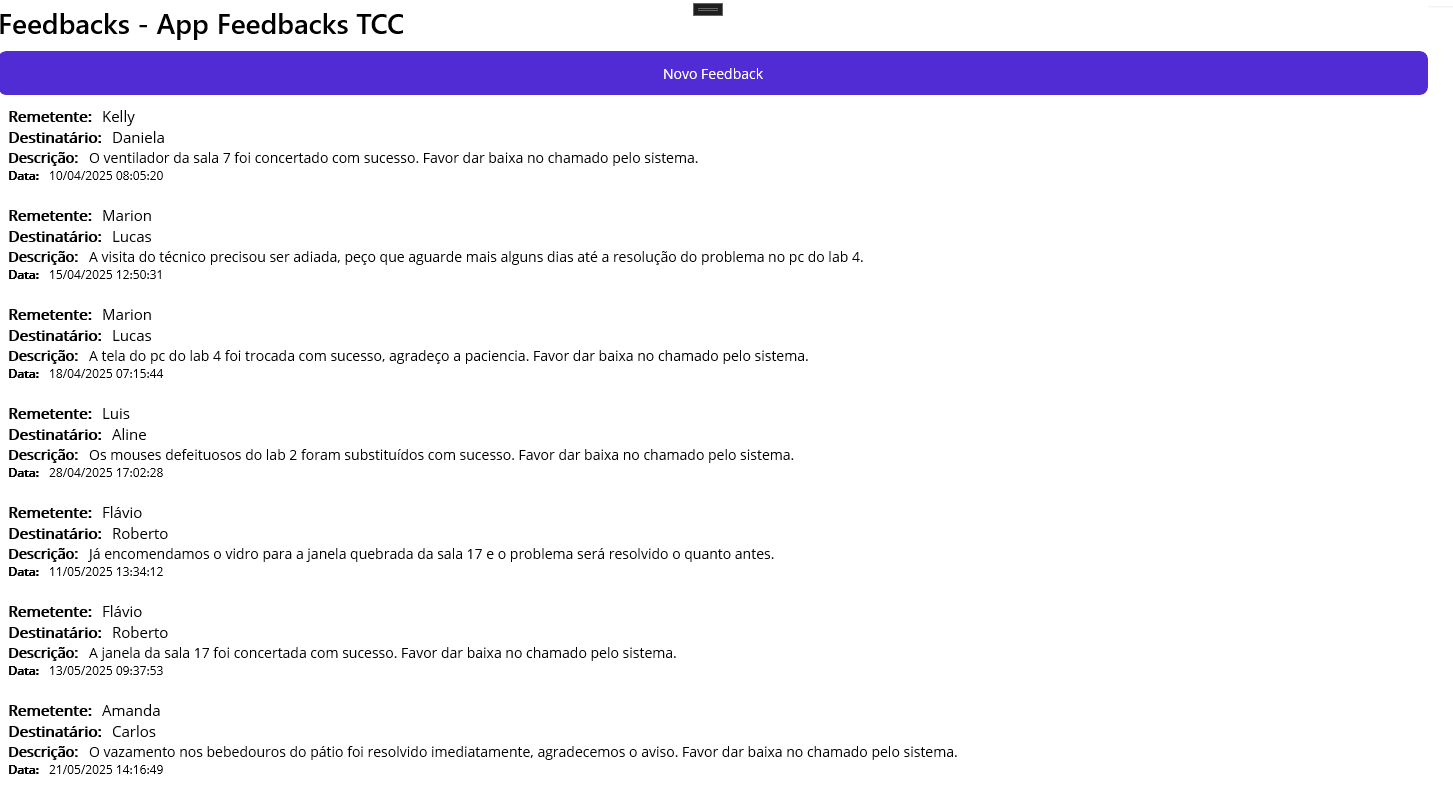 Feedbacks - App Feedbacks TCC
Novo Feedback
Remetente: Kelly
Destinatário: Daniela
Descrição: O ventilador da sala 7 foi concertado com sucesso. Favor dar baixa no chamado pelo sistema.
Data: 10/04/2025 08:05:20
Remetente: Marion
Destinatário: Lucas
Descrição: A visita do técnico precisou ser adiada, peço que aguarde mais alguns dias até a resolução do problema no pc do lab 4.
Data: 15/04/2025 12:50:31
Remetente: Marion
Destinatário: Lucas
Descrição: A tela do pc do lab 4 foi trocada com sucesso, agradeço a paciencia. Favor dar baixa no chamado pelo sistema.
Data: 18/04/2025 07:15:44
Remetente: Luis
Destinatário: Aline
Descrição: Os mouses defeituosos do lab 2 foram substituídos com sucesso. Favor dar baixa no chamado pelo sistema.
Data: 28/04/2025 17:02:28
Remetente: Flávio
Destinatário: Roberto
Descrição: Já encomendamos o vidro para a janela quebrada da sala 17 e o problema será resolvido o quanto antes.
Data: 11/05/2025 13:34:12
Remetente: Flávio
Destinatário: Roberto
Descrição: A janela da sala 17 foi concertada com sucesso. Favor dar baixa no chamado pelo sistema.
Data: 13/05/2025 09:37:53
Remetente: Amanda
Destinatário: Carlos
Descrição: O vazamento nos bebedouros do pátio foi resolvido imediatamente, agradecemos o aviso. Favor dar baixa no chamado pelo sistema.
Data: 21/05/2025 14:16:49